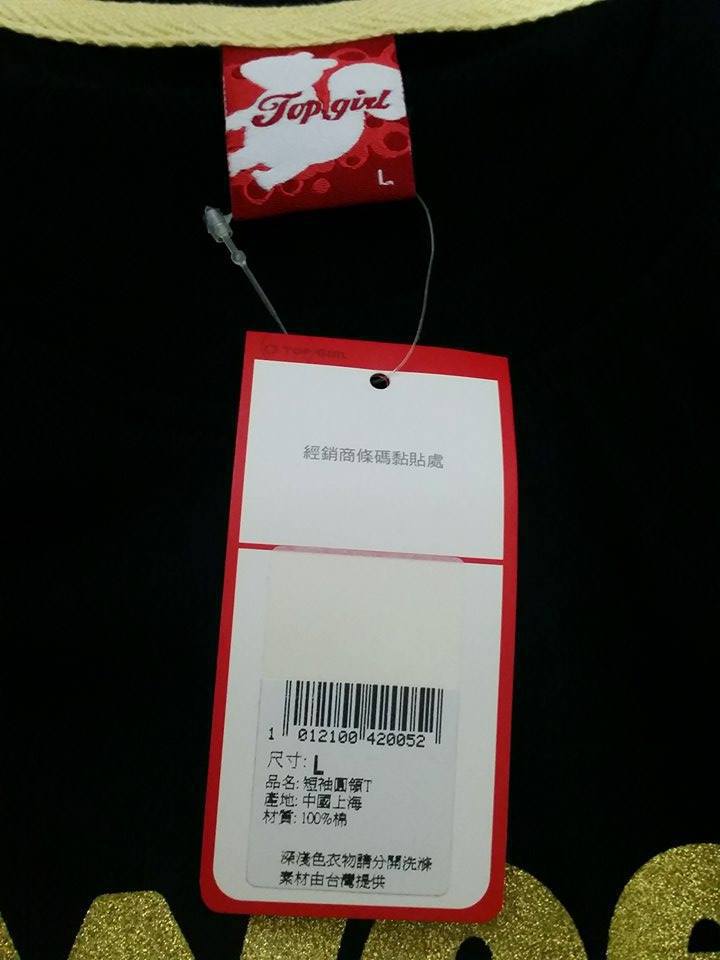 Top girl
L
TOP GIRL
經銷商條碼黏貼處
1 012100 420052
尺寸: L
品名: 短袖圓領T
產地: 中國上海
材質: 100%棉
深淺色衣物請分開洗滌
素材由台灣提供